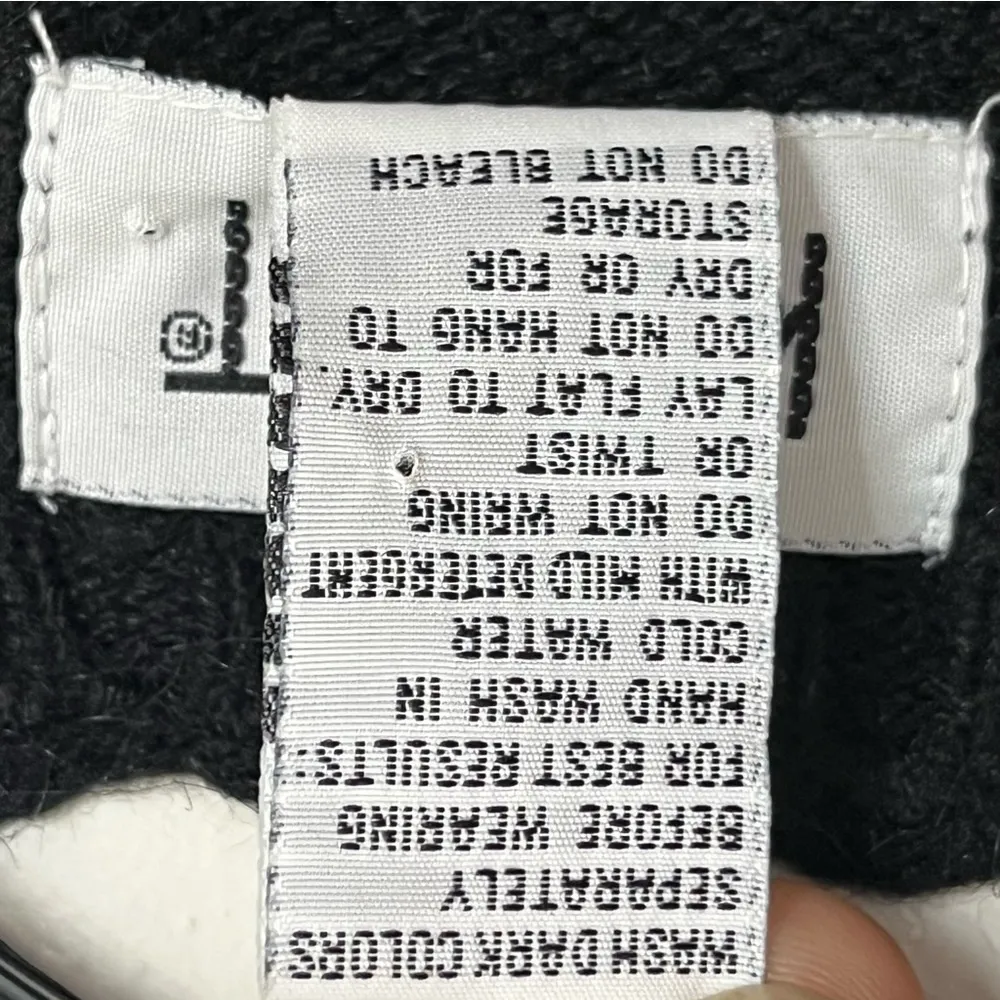 WASH DARK COLORS
SEPARATELY
BEFORE WEARING
FOR BEST RESULTS:
HAND WASH IN
COLD WATER
WITH MILD DETERGENT
DO NOT WRING
OR TWIST
LAY FLAT TO DRY.
DO NOT HANG TO
DRY OR FOR
STORAGE
DO NOT BLEACH